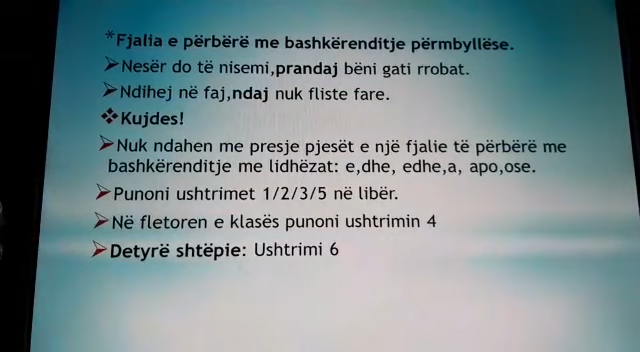 *Fjalia e përbërë me bashkërenditje përmbyllëse.
➢Nesër do të nisemi,prandaj bëni gati rrobat.
➢Ndihej në faj,ndaj nuk fliste fare.
❖Kujdes!
➢Nuk ndahen me presje pjesët e një fjalie të përbërë me
bashkërenditje me lidhëzat: e,dhe, edhe,a, apo,ose.
➢Punoni ushtrimet 1/2/3/5 në libër.
➢Në fletoren e klasës punoni ushtrimin 4
➢Detyrë shtëpie: Ushtrimi 6